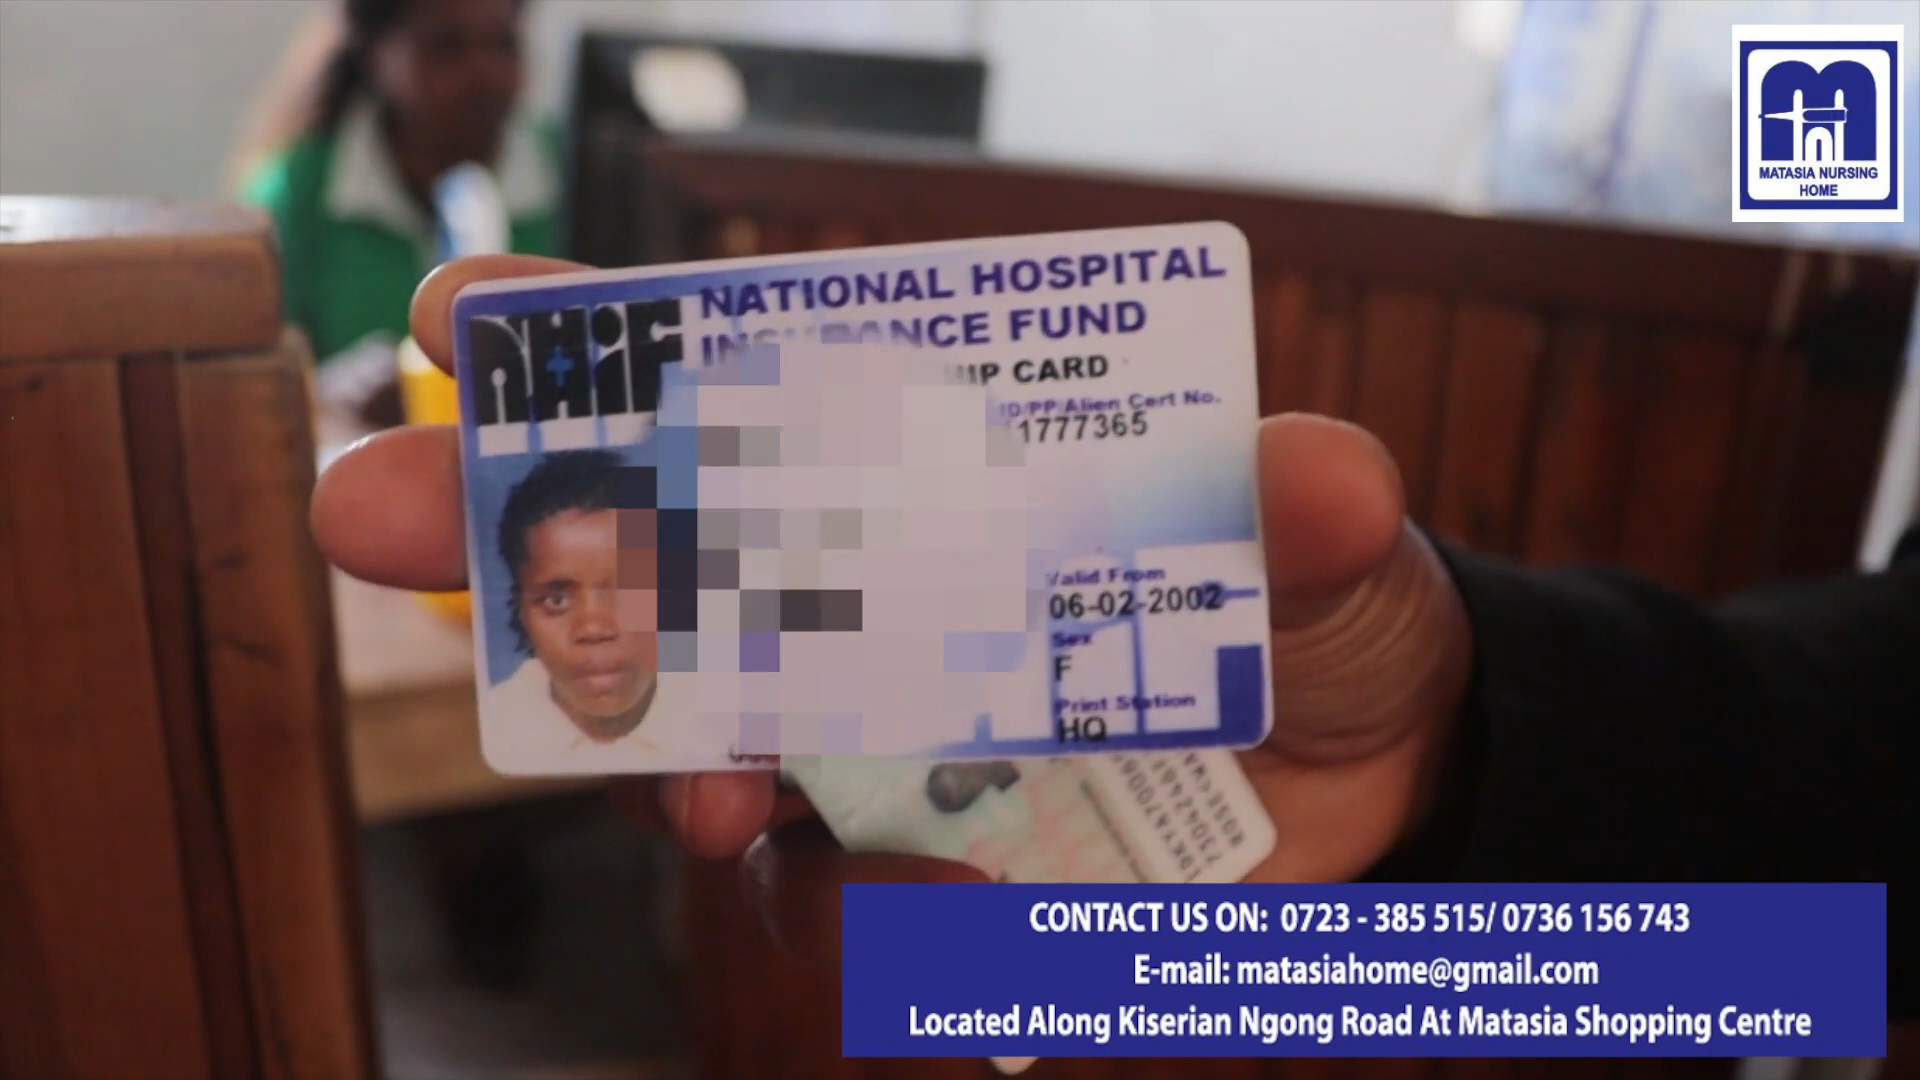 MATASIA NURSING
HOME
NHiF
NATIONAL HOSPITAL
INSURANCE FUND
CARD
ID/PP/Alien Cert No.
1777365
Valid From
06-02-2002
Sex
F
Print Station
HQ
CONTACT US ON: 0723 - 385 515/ 0736 156 743
E-mail: matasiahome@gmail.com
Located Along Kiserian Ngong Road At Matasia Shopping Centre